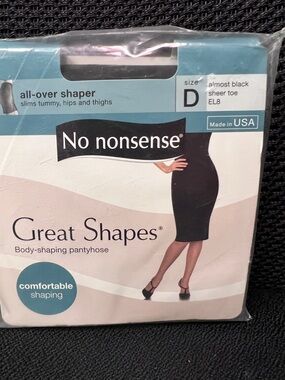 all-over shaper
slims tummy, hips and thighs
size
D
almost black
sheer toe
EL8
Made in USA
No nonsense®
Great Shapes®
Body-shaping pantyhose
comfortable
shaping